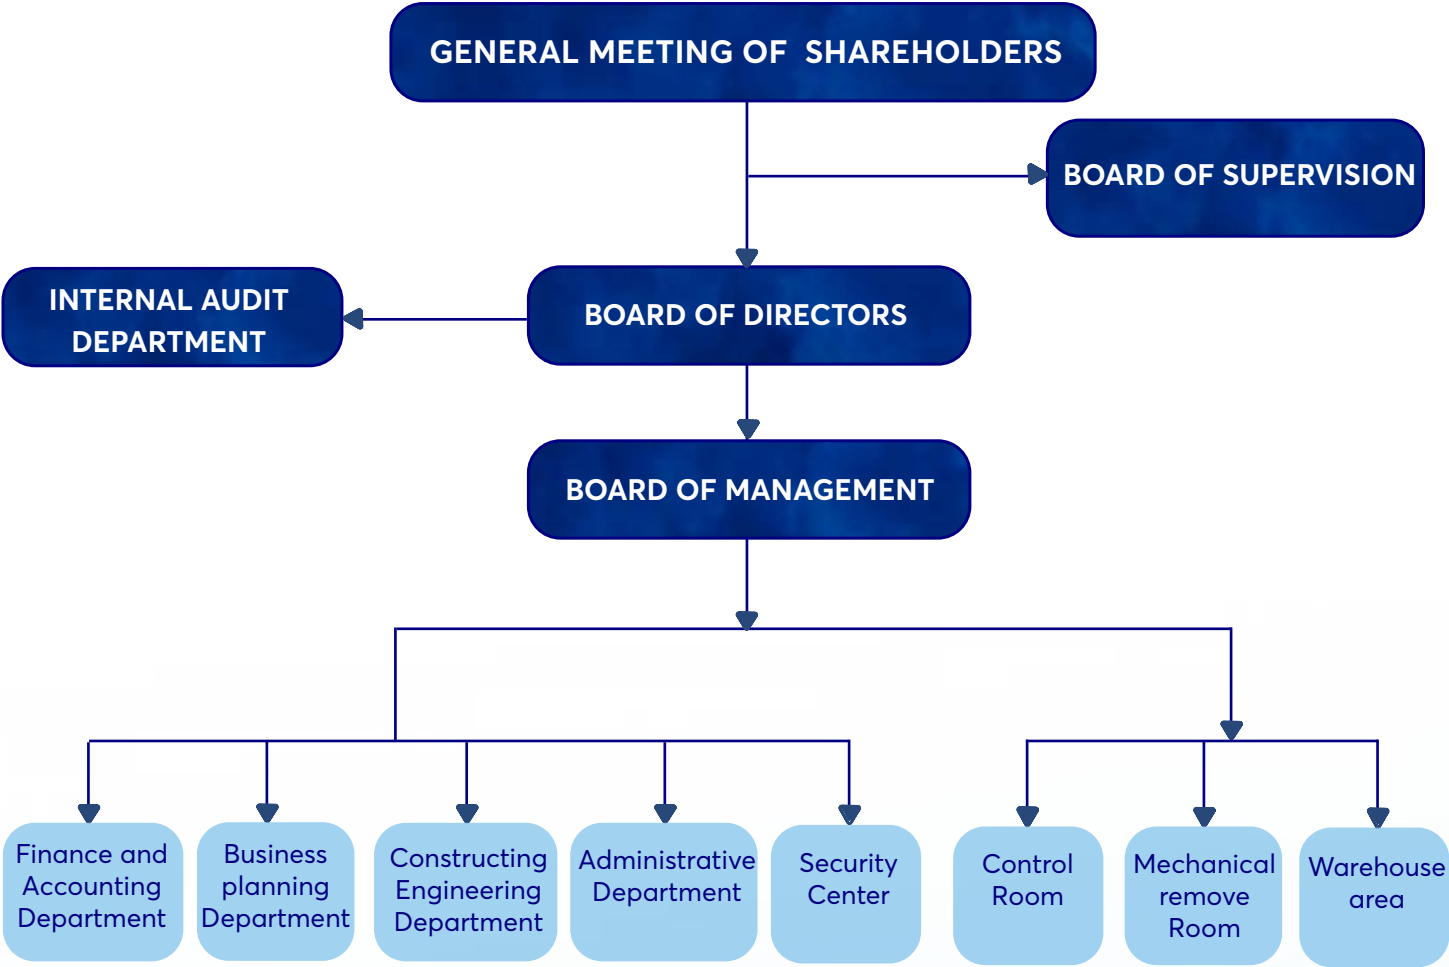 GENERAL MEETING OF SHAREHOLDERS
BOARD OF SUPERVISION
INTERNAL AUDIT
DEPARTMENT
BOARD OF DIRECTORS
BOARD OF MANAGEMENT
Finance and
Accounting
Department
Business
planning
Department
Constructing
Engineering
Department
Administrative
Department
Security
Center
Control
Room
Mechanical
remove
Room
Warehouse
area